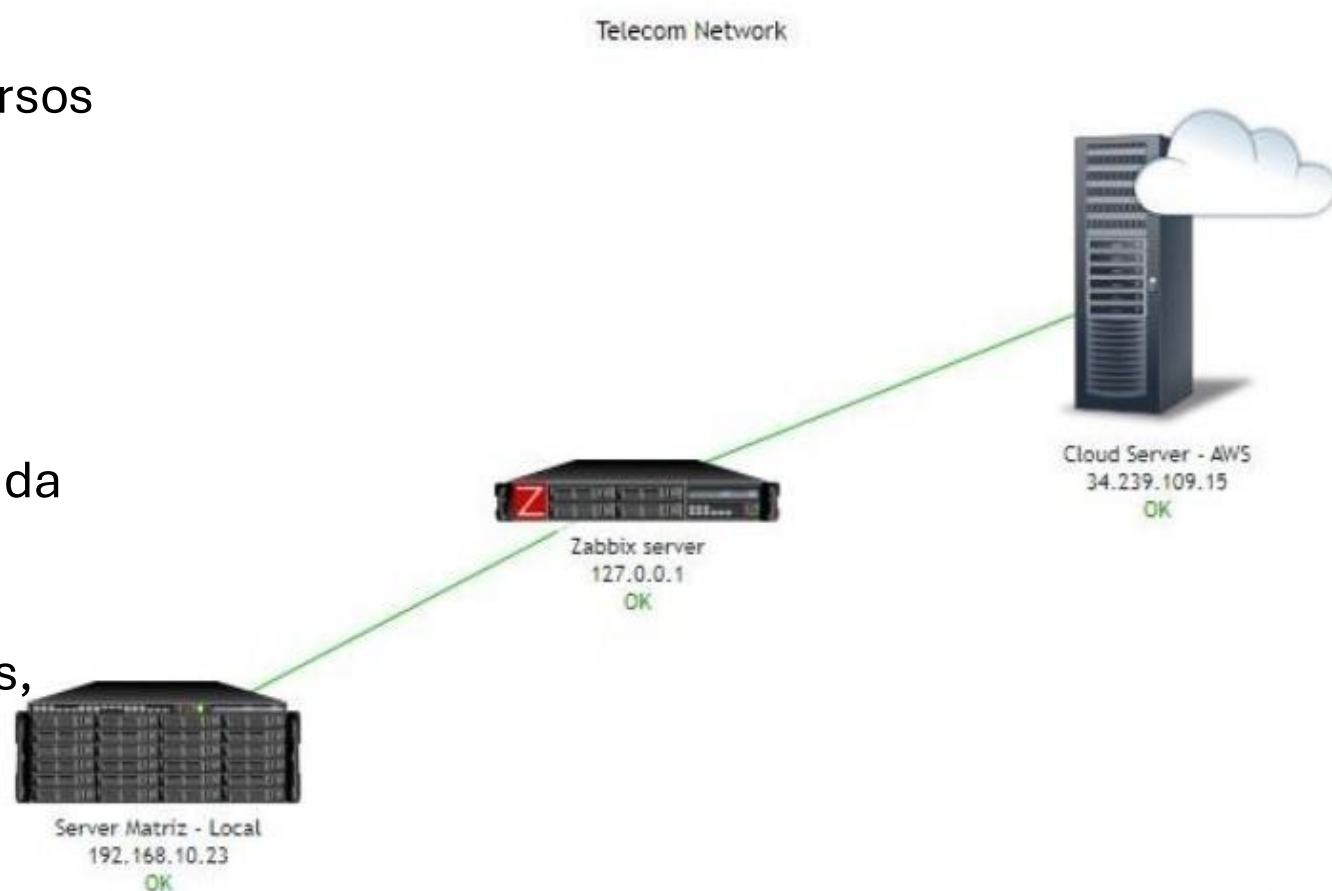 Telecom Network
rsos
Cloud Server - AWS
34.239.109.15
OK
da
Z
Zabbix server
127.0.0.1
OK
s,
Server Matriz - Local
192.168.10.23
OK